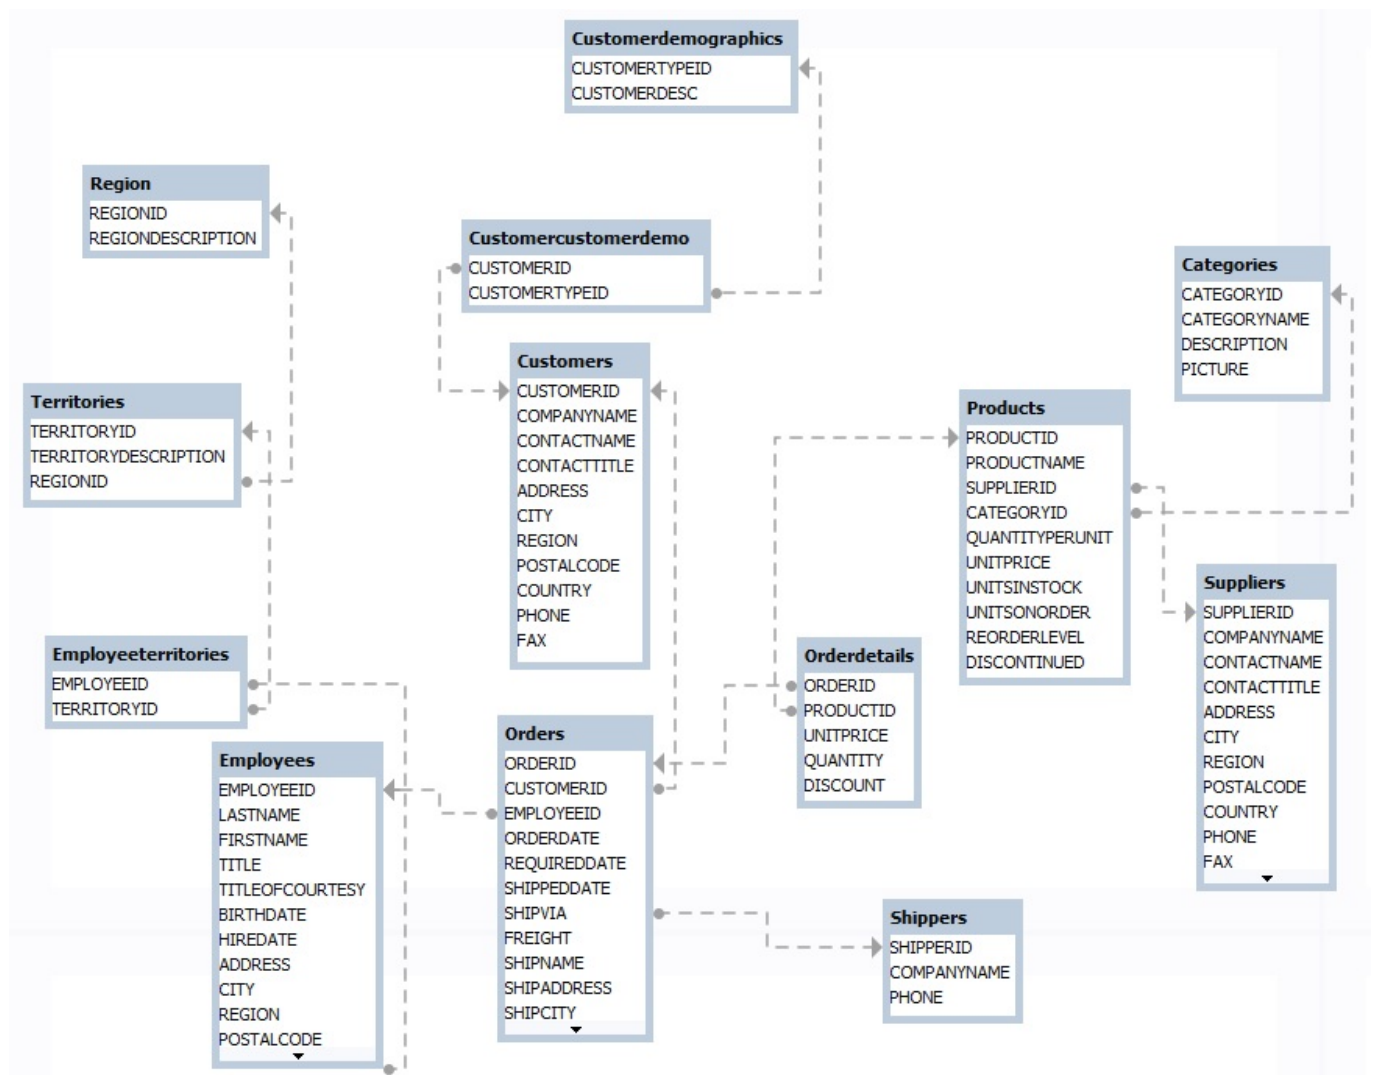 Customerdemographics
CUSTOMERTYPEID
CUSTOMERDESC
Region
REGIONID
REGIONDESCRIPTION
Customercustomerdemo
CUSTOMERID
CUSTOMERTYPEID
Categories
CATEGORYID
CATEGORYNAME
DESCRIPTION
PICTURE
Customers
CUSTOMERID
COMPANYNAME
CONTACTNAME
CONTACTTITLE
ADDRESS
CITY
REGION
POSTALCODE
COUNTRY
PHONE
FAX
Territories
TERRITORYID
TERRITORYDESCRIPTION
REGIONID
Products
PRODUCTID
PRODUCTNAME
SUPPLIERID
CATEGORYID
QUANTITYPERUNIT
UNITPRICE
UNITSINSTOCK
UNITSONORDER
REORDERLEVEL
DISCONTINUED
Suppliers
SUPPLIERID
COMPANYNAME
CONTACTNAME
CONTACTTITLE
ADDRESS
CITY
REGION
POSTALCODE
COUNTRY
PHONE
FAX
Employeeterritories
EMPLOYEEID
TERRITORYID
Orderdetails
ORDERID
PRODUCTID
UNITPRICE
QUANTITY
DISCOUNT
Employees
EMPLOYEEID
LASTNAME
FIRSTNAME
TITLE
TITLEOFCOURTESY
BIRTHDATE
HIREDATE
ADDRESS
CITY
REGION
POSTALCODE
Orders
ORDERID
CUSTOMERID
EMPLOYEEID
ORDERDATE
REQUIREDDATE
SHIPPEDDATE
SHIPVIA
FREIGHT
SHIPNAME
SHIPADDRESS
SHIPCITY
Shippers
SHIPPERID
COMPANYNAME
PHONE